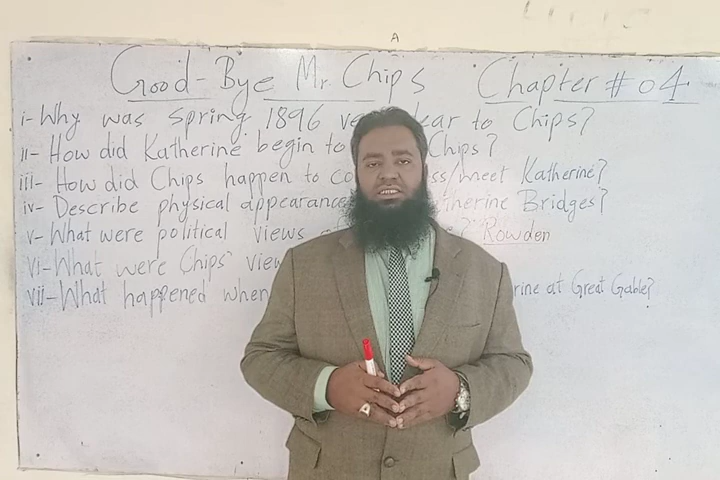 A
Good-Bye Mr. Chips Chapter # 04
i- Why was spring 1896 ear to Chips?
ii- How did Katherine begin to Chips?
iii- How did Chips happen to co ss/meet Katherine?
iv- Describe physical appearance therine Bridges?
v- What were political views ? Rowden
vi- What were Chips' view
vii- What happened when rine at Great Gable?